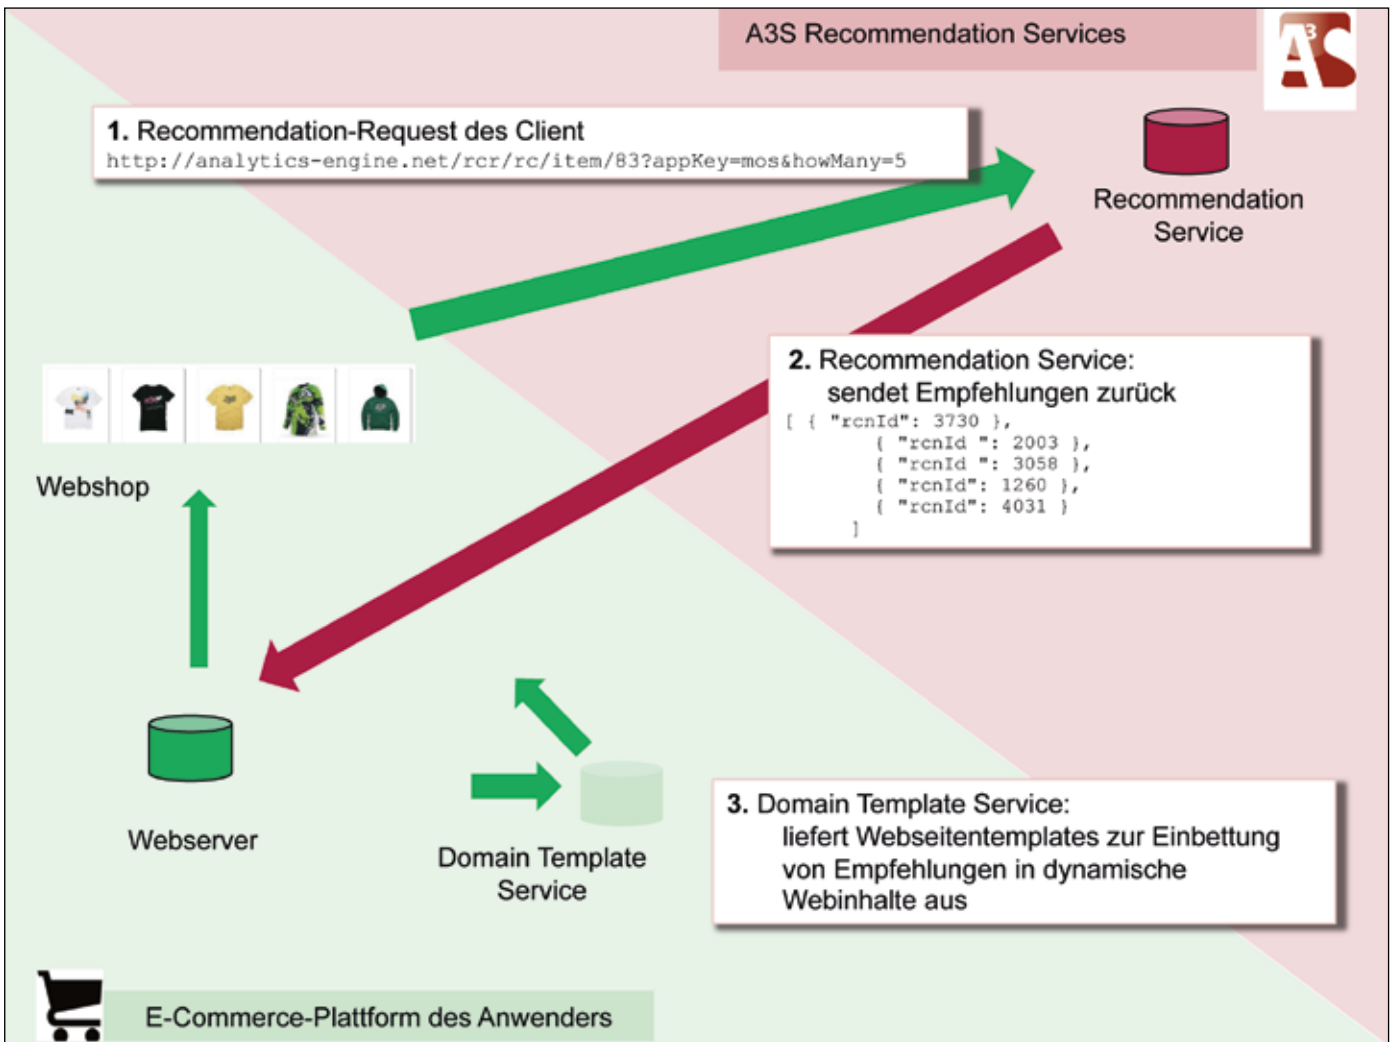 A3S Recommendation Services
A3S
1. Recommendation-Request des Client
http://analytics-engine.net/rcr/rc/item/83?appKey=mos&howMany=5
Recommendation
Service
2. Recommendation Service:
sendet Empfehlungen zurück
[ { "rcnId": 3730 },
{ "rcnId ": 2003 },
{ "rcnId ": 3058 },
{ "rcnId": 1260 },
{ "rcnId": 4031 }
]
Webshop
Webserver
Domain Template
Service
3. Domain Template Service:
liefert Webseitentemplates zur Einbettung
von Empfehlungen in dynamische
Webinhalte aus
E-Commerce-Plattform des Anwenders